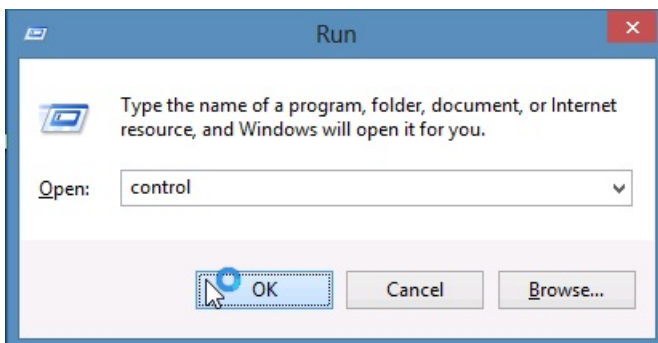 Run
Type the name of a program, folder, document, or Internet
resource, and Windows will open it for you.
Open: control
OK Cancel Browse...